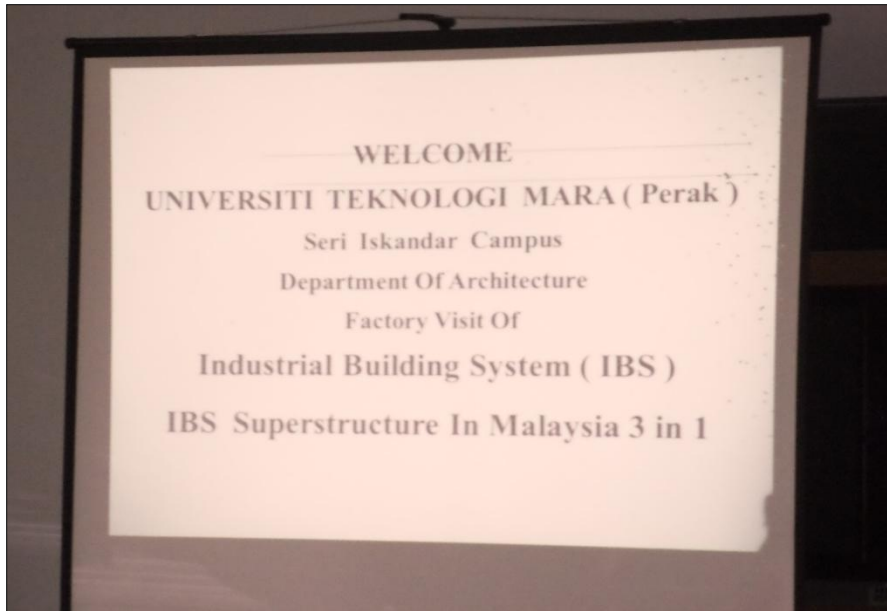 WELCOME
UNIVERSITI TEKNOLOGI MARA ( Perak )
Seri Iskandar Campus
Department Of Architecture
Factory Visit Of
Industrial Building System ( IBS )
IBS Superstructure In Malaysia 3 in 1